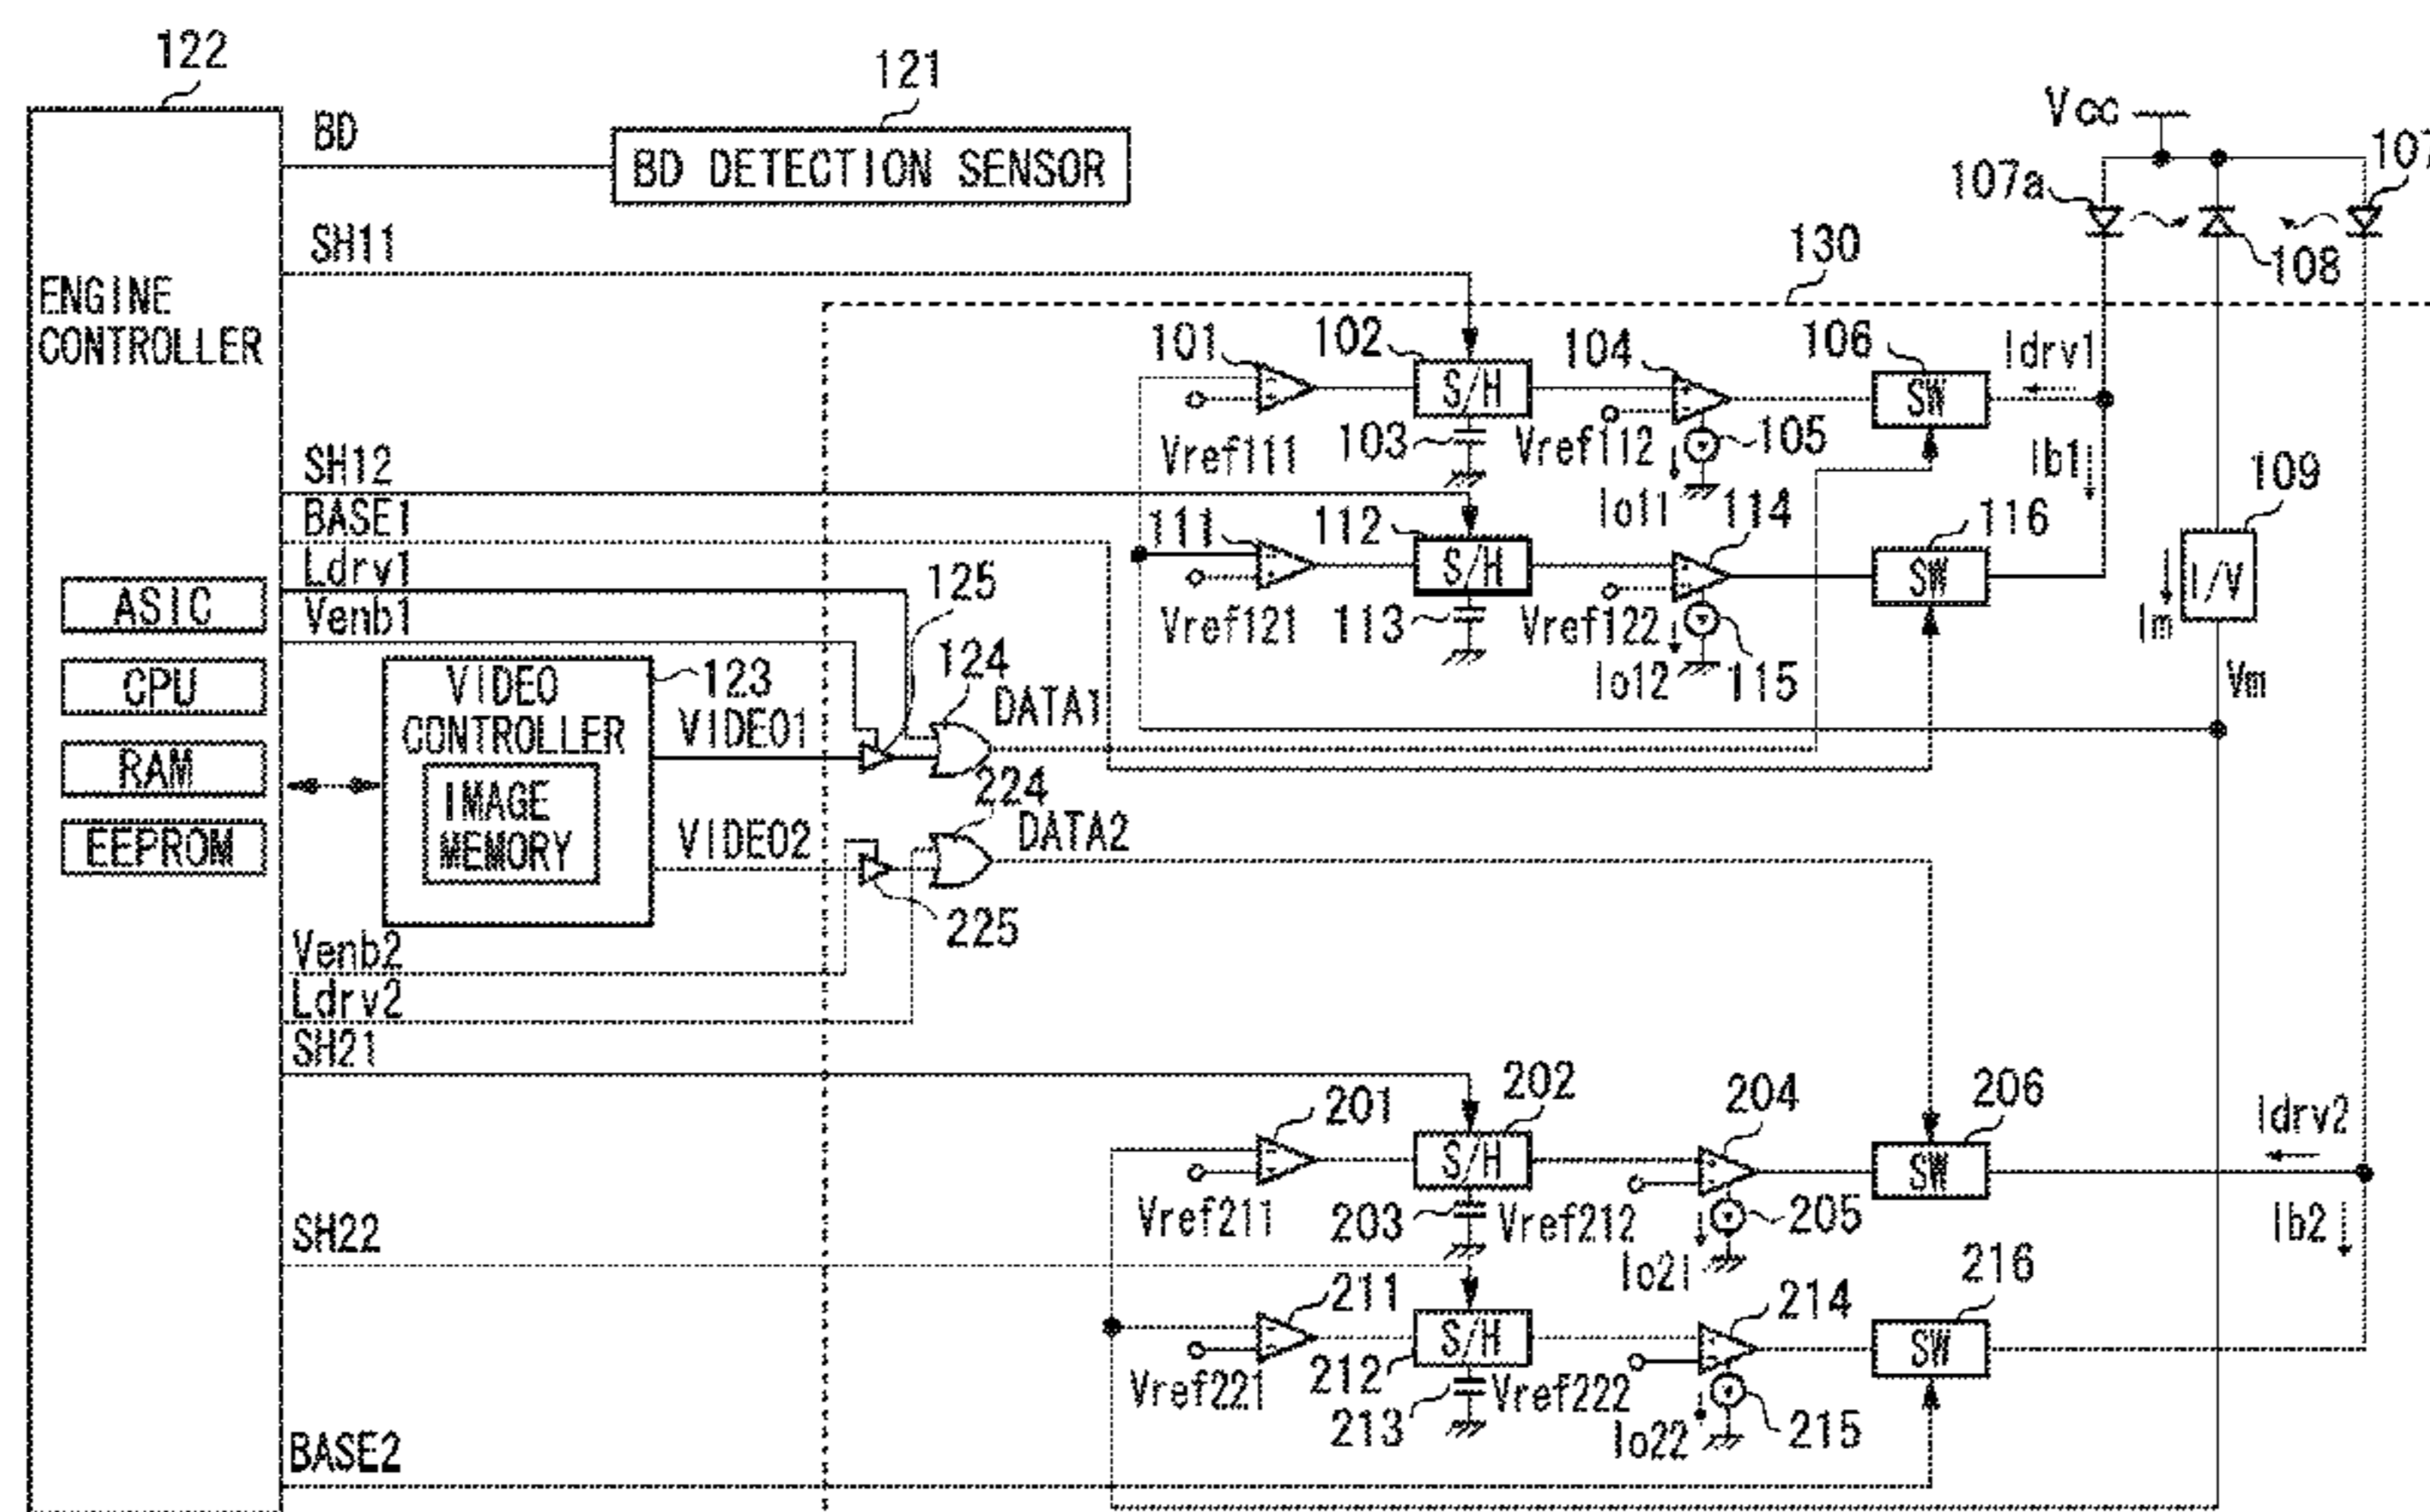 122
121
BD
BD DETECTION SENSOR
Vcc
107a
107
108
SH11
130
ENGINE
CONTROLLER
101
102
104
106
Idrv1
S/H
SW
Vref111
103
Vref112
105
Ib1
109
SH12
Io11
BASE1
111
112
114
116
Ldrv1
125
S/H
SW
I/V
ASIC
Venb1
Vref121
113
Vref122
Im
124
Io12
115
Vm
CPU
VIDEO
CONTROLLER
123
VIDEO1
DATA1
RAM
IMAGE
MEMORY
224
EEPROM
VIDEO2
DATA2
225
Venb2
Ldrv2
SH21
201
202
204
206
Idrv2
S/H
SW
Vref211
203
Vref212
205
Ib2
SH22
Io21
211
214
216
S/H
SW
Vref221
212
Vref222
213
Io22
215
BASE2